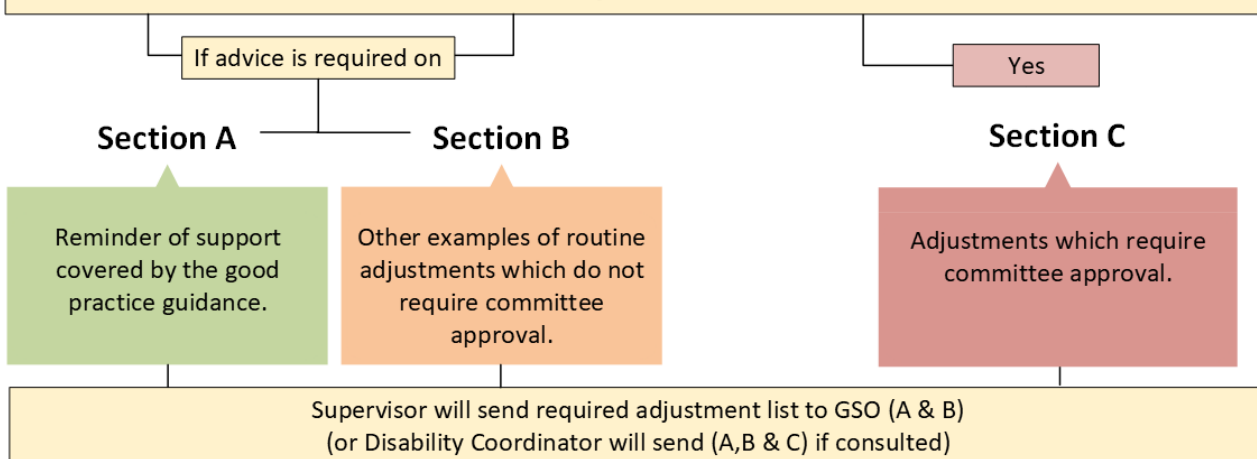 If advice is required on
Yes
Section A
Section B
Section C
Reminder of support
covered by the good
practice guidance.
Other examples of routine
adjustments which do not
require committee
approval.
Adjustments which require
committee approval.
Supervisor will send required adjustment list to GSO (A & B)
(or Disability Coordinator will send (A,B & C) if consulted)